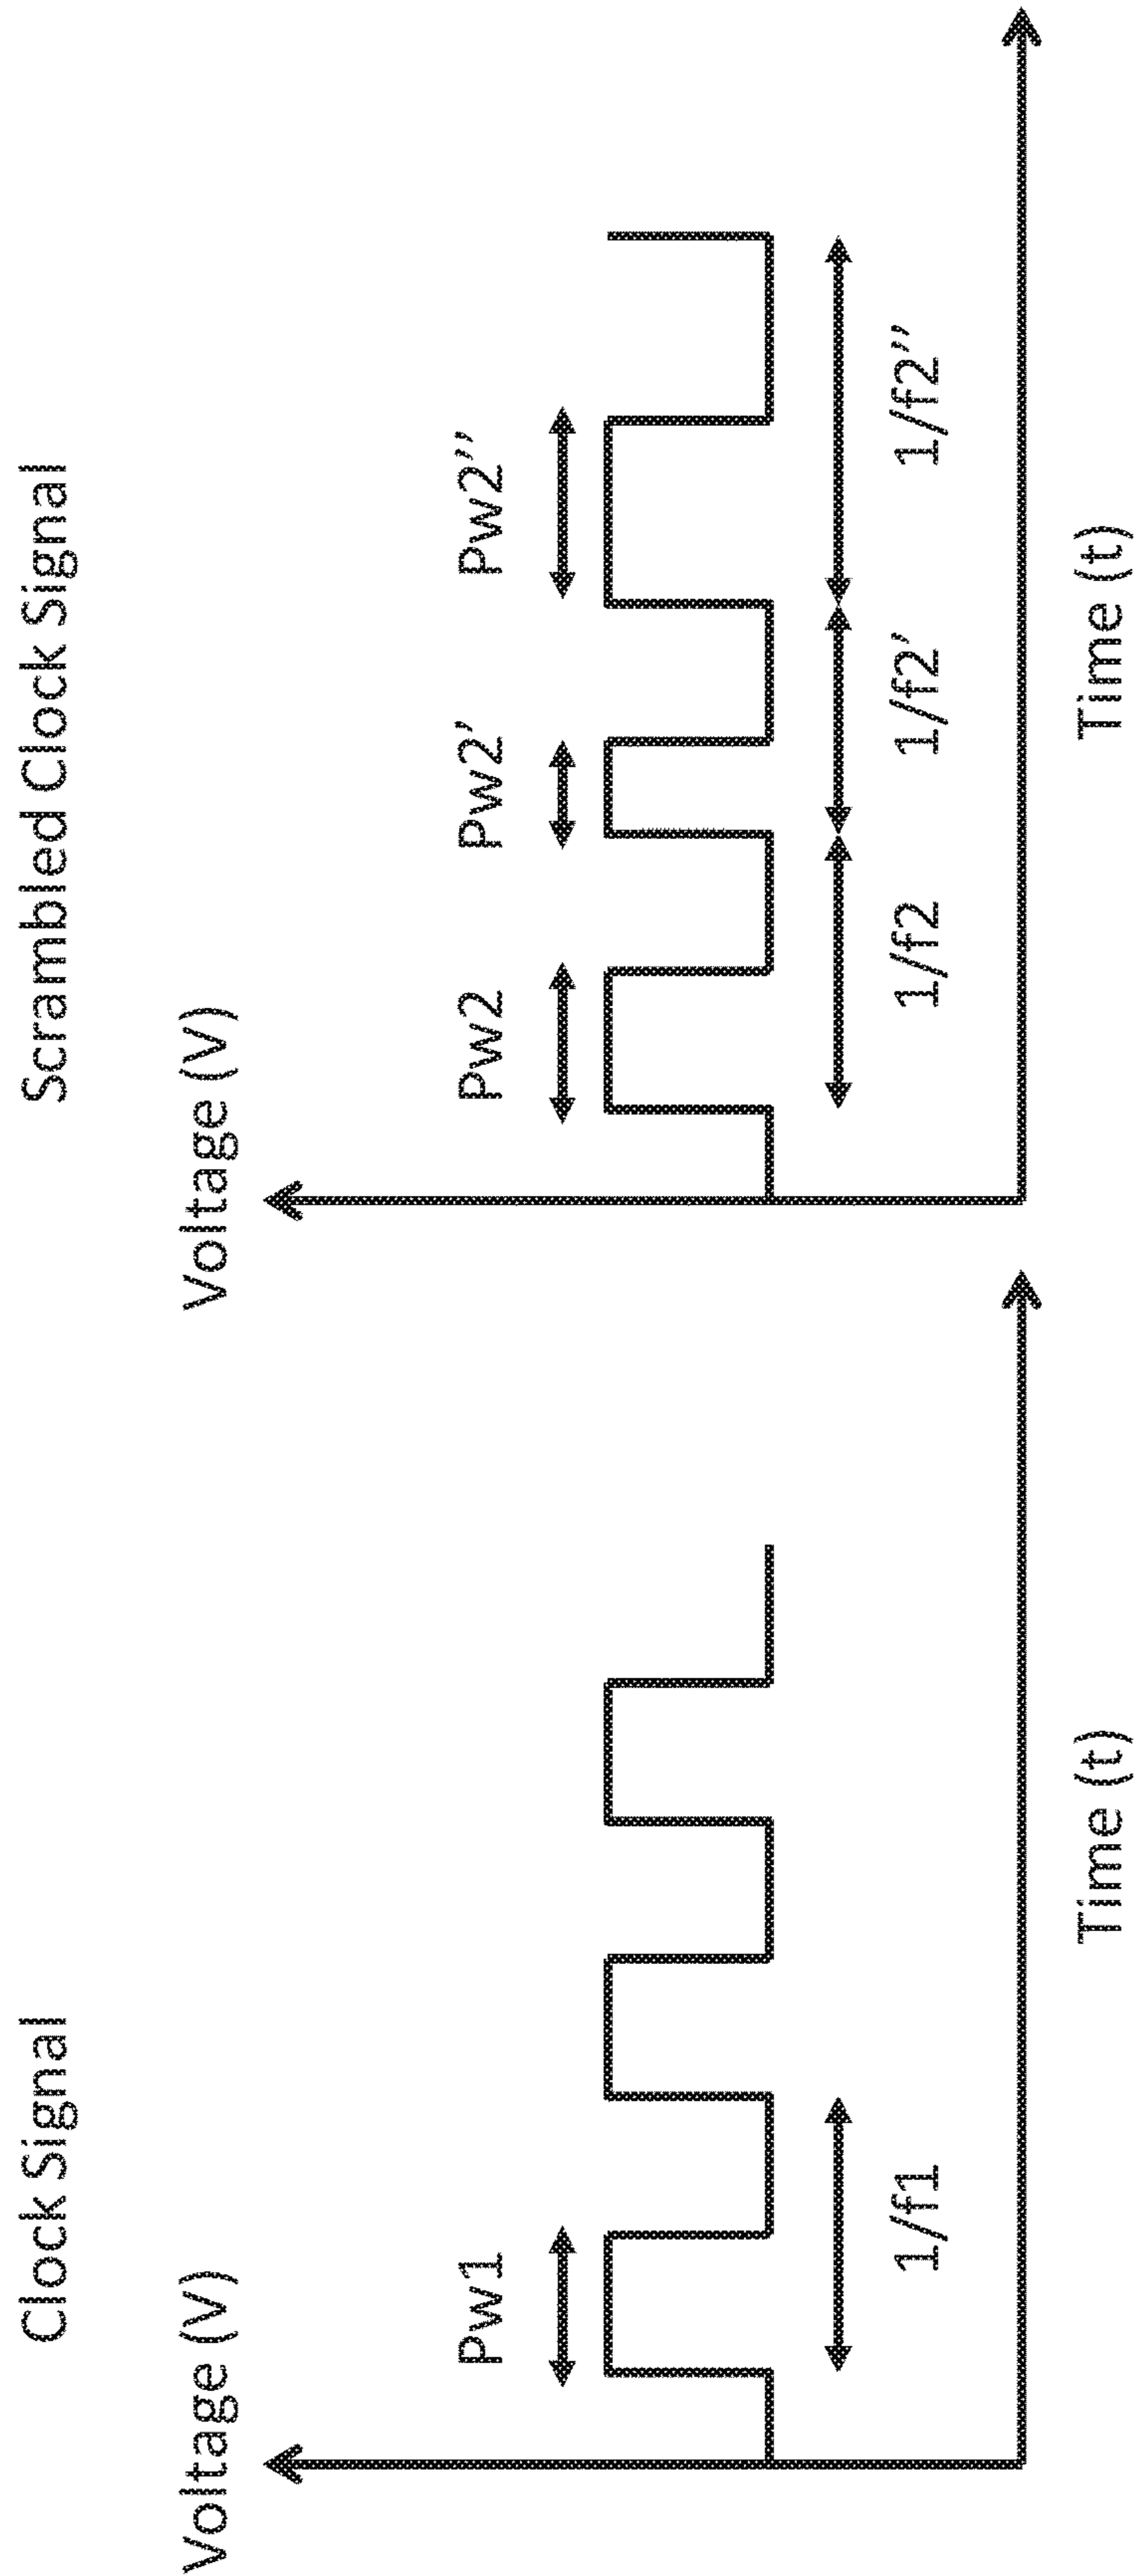 Clock Signal
Voltage (V)
Pw1
1/f1
Time (t)
Scrambled Clock Signal
Voltage (V)
Pw2
Pw2’
Pw2’’
1/f2
1/f2’
1/f2’’
Time (t)